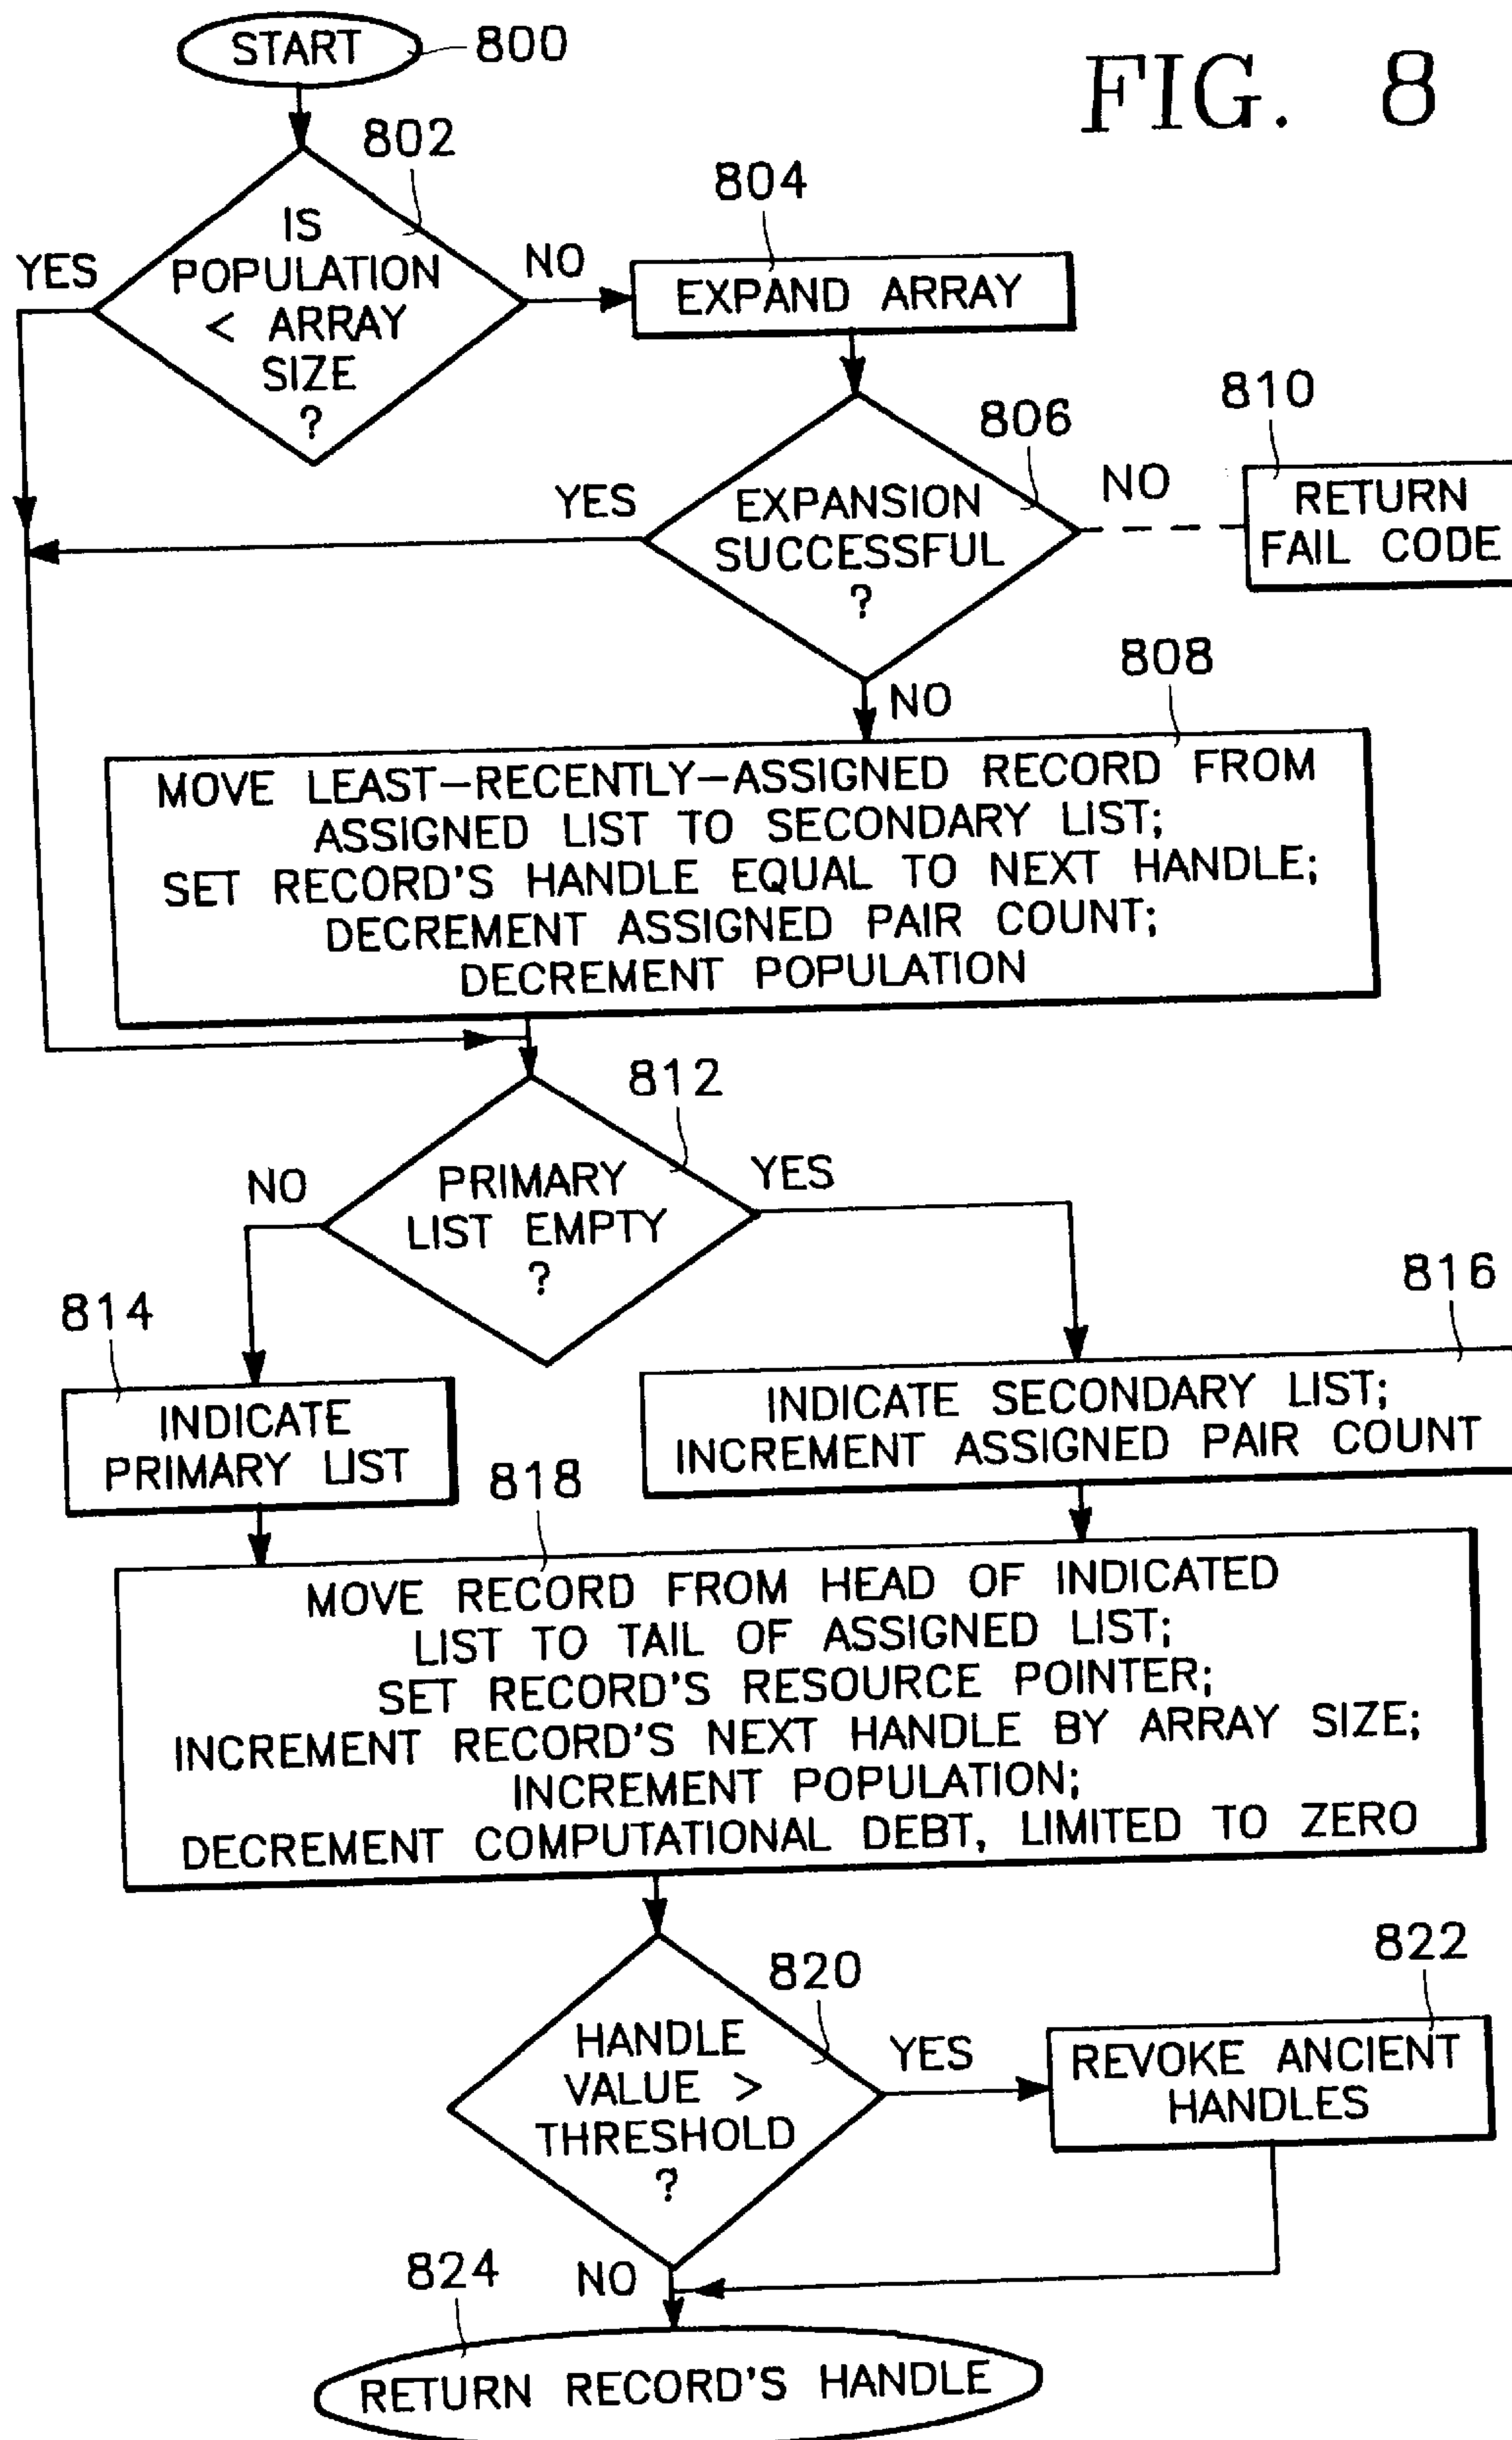 START
800
FIG. 8
802
IS
POPULATION
< ARRAY
SIZE
?
YES
NO
804
EXPAND ARRAY
806
EXPANSION
SUCCESSFUL
?
YES
NO
810
RETURN
FAIL CODE
NO
808
MOVE LEAST-RECENTLY-ASSIGNED RECORD FROM
ASSIGNED LIST TO SECONDARY LIST;
SET RECORD'S HANDLE EQUAL TO NEXT HANDLE;
DECREMENT ASSIGNED PAIR COUNT;
DECREMENT POPULATION
812
PRIMARY
LIST EMPTY
?
NO
YES
814
INDICATE
PRIMARY LIST
816
INDICATE SECONDARY LIST;
INCREMENT ASSIGNED PAIR COUNT
818
MOVE RECORD FROM HEAD OF INDICATED
LIST TO TAIL OF ASSIGNED LIST;
SET RECORD'S RESOURCE POINTER;
INCREMENT RECORD'S NEXT HANDLE BY ARRAY SIZE;
INCREMENT POPULATION;
DECREMENT COMPUTATIONAL DEBT, LIMITED TO ZERO
820
HANDLE
VALUE >
THRESHOLD
?
YES
822
REVOKE ANCIENT
HANDLES
NO
824
RETURN RECORD'S HANDLE